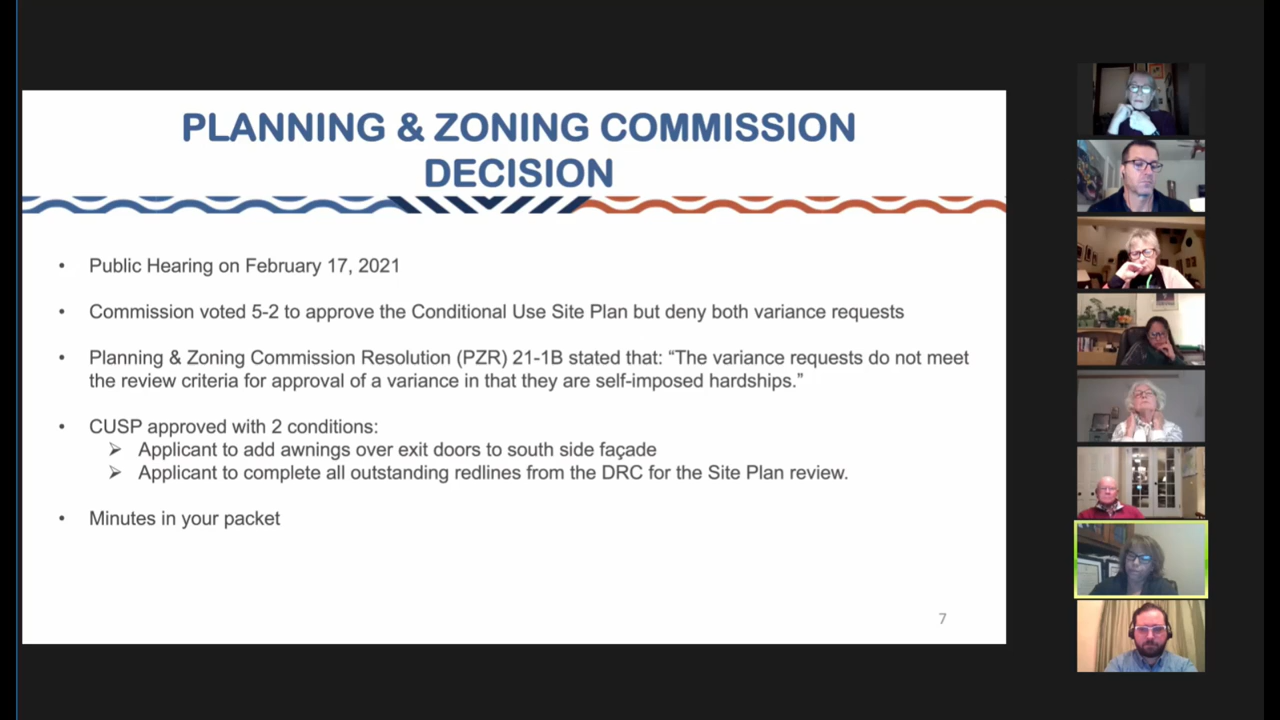 PLANNING & ZONING COMMISSION
DECISION
• Public Hearing on February 17, 2021
• Commission voted 5-2 to approve the Conditional Use Site Plan but deny both variance requests
• Planning & Zoning Commission Resolution (PZR) 21-1B stated that: “The variance requests do not meet
the review criteria for approval of a variance in that they are self-imposed hardships.”
• CUSP approved with 2 conditions:
➢ Applicant to add awnings over exit doors to south side façade
➢ Applicant to complete all outstanding redlines from the DRC for the Site Plan review.
• Minutes in your packet
7